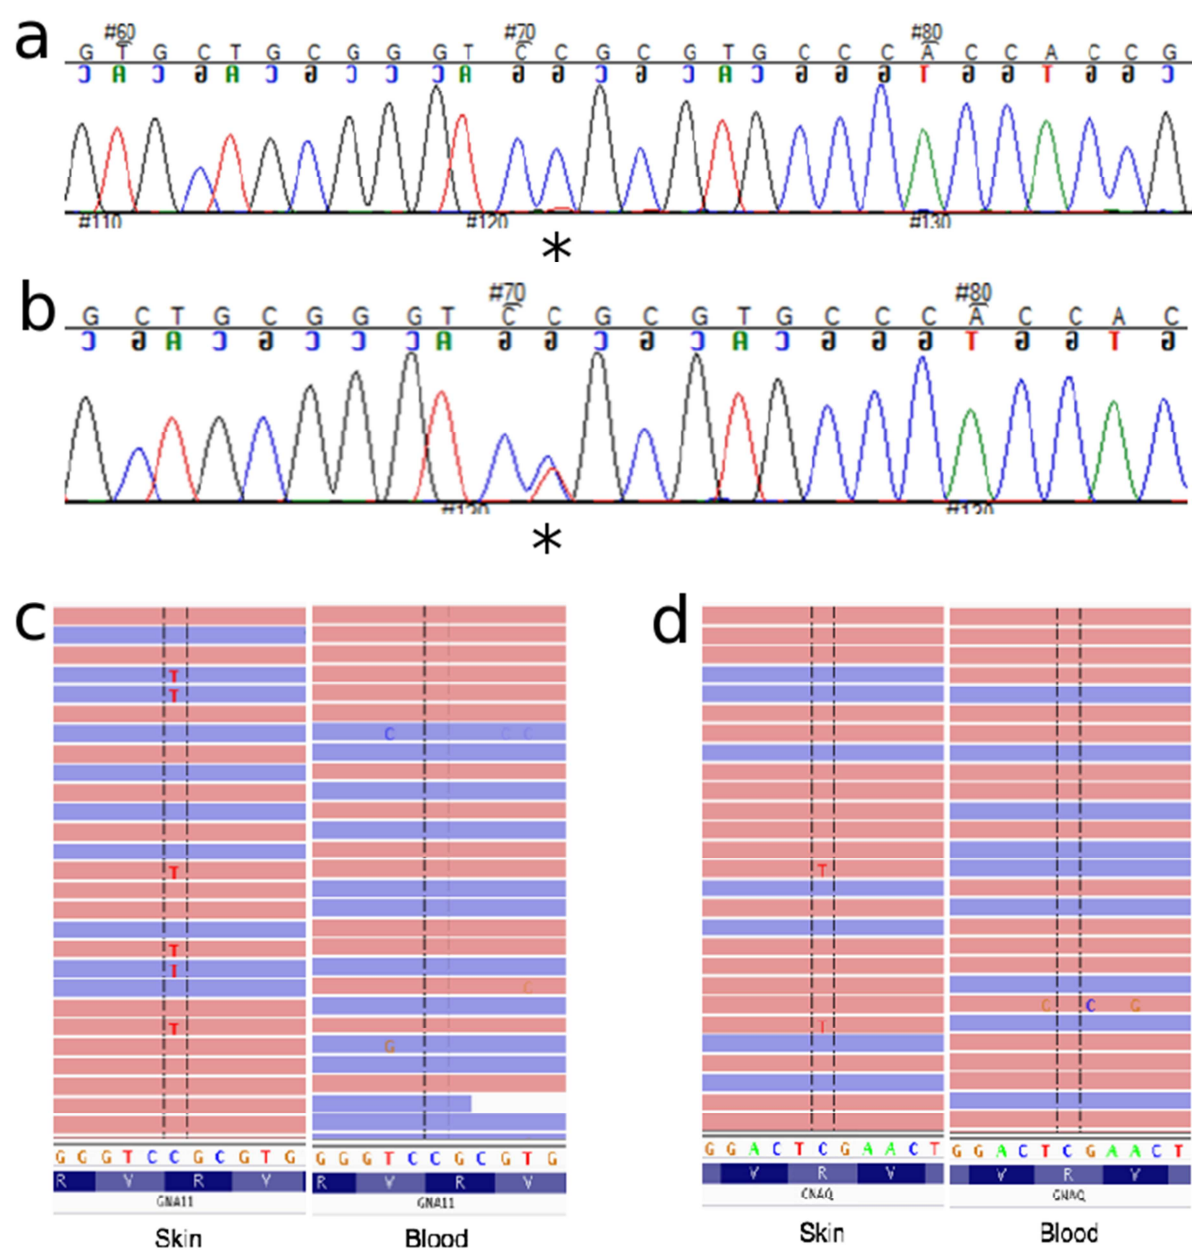 a
#60 #70 #80
G T G C T G C G G G T C C G C G T G C C C A C C A C C G
C A C G A C G C C C A G G C G C A C G G G T G G T G G C
#110 #120 #130
*
b
#70 #80
G C T G C G G G T C C G C G T G C C C A C C A C
C G A C G C C C A G G C G C A C G G G T G G T G
*
c
T
T
T
T
T
T
C C C
G
G
G G G T C C G C G T G
R V R V
GNA11
Skin
G G G T C C G C G T G
R V R V
GNA11
Blood
d
T
T
G C G
G G A C T C G A A C T
V R V
GNAQ
Skin
G G A C T C G A A C T
V R V
GNAQ
Blood